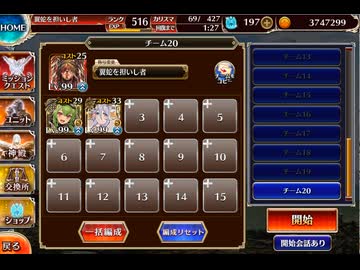 HOME
翼蛇を担いし者
ランク 516
EXP
カリスマ 69/ 427
1:27
197
3747299
ミッション
クエスト
ユニット
神殿
交換所
ショップ
戻る
チーム20
翼蛇を担いし者
コスト25
Lv.99
コピー
コスト29
Lv.99
コスト33
Lv.99
3
4
5
6
7
8
9
10
11
12
13
14
15
一括編成
編成リセット
チーム13
チーム14
チーム15
チーム16
チーム17
チーム18
チーム19
チーム20
開始
開始会話あり